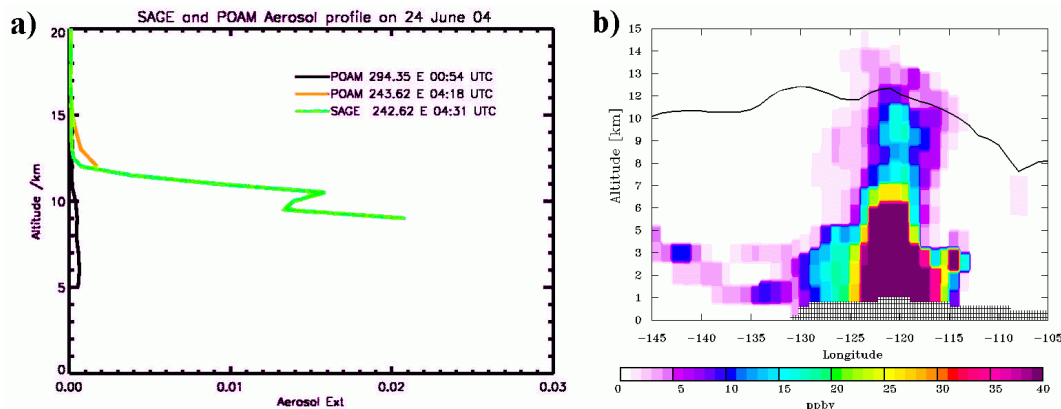 a)
SAGE and POAM Aerosol profile on 24 June 04
20
15
10
5
0
Altitude /km
POAM 294.35 E 00:54 UTC
POAM 243.62 E 04:18 UTC
SAGE 242.62 E 04:31 UTC
0.00 0.01 0.02 0.03
Aerosol Ext
b)
15
14
13
12
10
9
8
7
5
4
3
2
1
0
Altitude [km]
-145 -140 -135 -130 -125 -120 -115 -110 -105
Longitude
0 5 10 15 20 25 30 35 40
ppbv